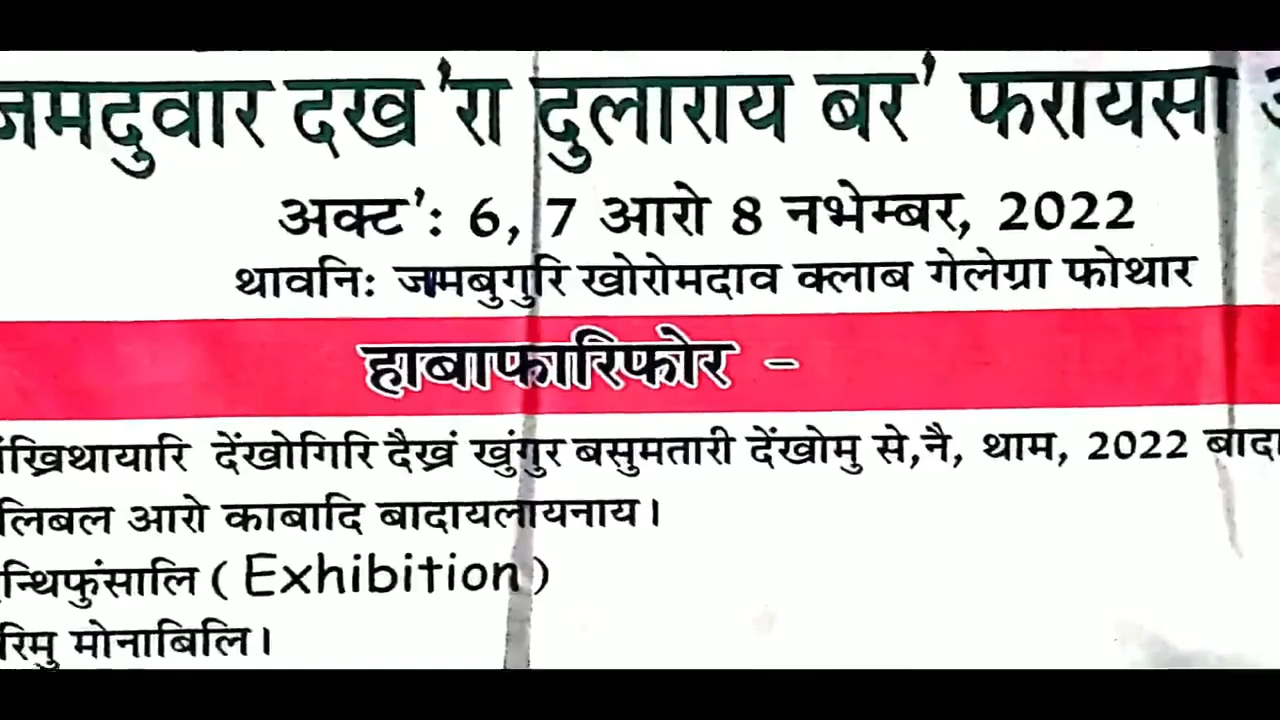 जमदुवार दख'रा दुलाराय बर' फरायसा
अक्ट': 6, 7 आरो 8 नभेम्बर, 2022
थावनि: जमबुगुरि खोरोमदाव क्लाब गेलेग्रा फोथार
हाबाफारिफोर -
देंखोगिरि दैख्रं खुंगुर बसुमतारी देंखोमु से,नै, थाम, 2022
लिबल आरो काबादि बादायलायनाय।
न्थिफुंसालि ( Exhibition )
रिमु मोनाबिलि।